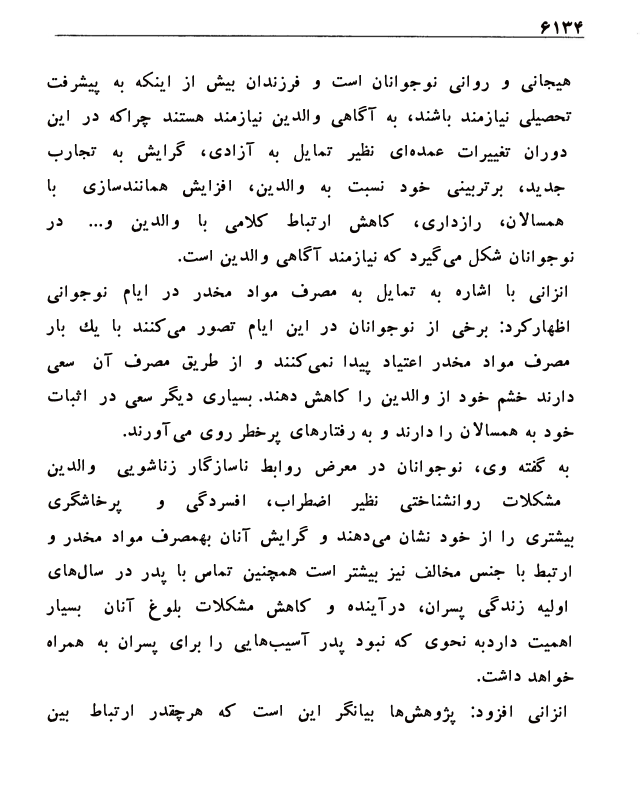 ۶۱۳۴
هیجانی و روانی نوجوانان است و فرزندان بیش از اینکه به پیشرفت
تحصیلی نیازمند باشند، به آگاهی والدین نیازمند هستند چراکه در این
دوران تغییرات عمده‌ای نظیر تمایل به آزادی، گرایش به تجارب
جدید، برتربینی خود نسبت به والدین، افزایش همانندسازی با
همسالان، رازداری، کاهش ارتباط کلامی با والدین و... در
نوجوانان شکل می‌گیرد که نیازمند آگاهی والدین است.
انزانی با اشاره به تمایل به مصرف مواد مخدر در ایام نوجوانی
اظهارکرد: برخی از نوجوانان در این ایام تصور می‌کنند با یك بار
مصرف مواد مخدر اعتیاد پیدا نمی‌کنند و از طریق مصرف آن سعی
دارند خشم خود از والدین را کاهش دهند. بسیاری دیگر سعی در اثبات
خود به همسالان را دارند و به رفتارهای پرخطر روی می‌آورند.
به گفته وی، نوجوانان در معرض روابط ناسازگار زناشویی والدین
مشکلات روانشناختی نظیر اضطراب، افسردگی و پرخاشگری
بیشتری را از خود نشان می‌دهند و گرایش آنان بهمصرف مواد مخدر و
ارتبط با جنس مخالف نیز بیشتر است همچنین تماس با پدر در سال‌های
اولیه زندگی پسران، درآینده و کاهش مشکلات بلوغ آنان بسیار
اهمیت داردبه نحوی که نبود پدر آسیب‌هایی را برای پسران به همراه
خواهد داشت.
انزانی افزود: پژوهش‌ها بیانگر این است که هرچقدر ارتباط بین